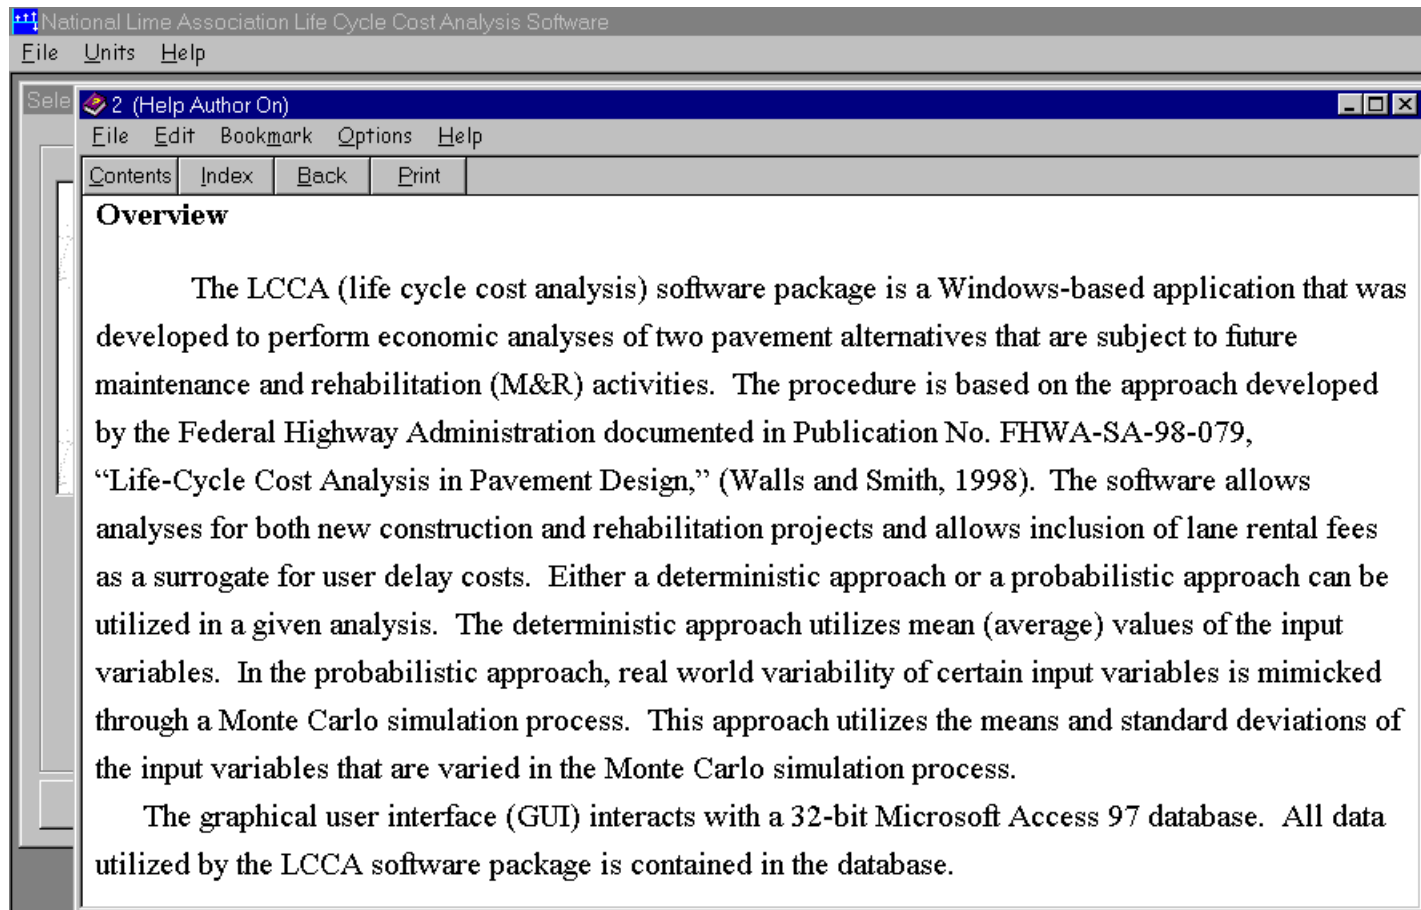 National Lime Association Life Cycle Cost Analysis Software
File Units Help
Sele
2 (Help Author On)
File Edit Bookmark Options Help
Contents Index Back Print
Overview
The LCCA (life cycle cost analysis) software package is a Windows-based application that was
developed to perform economic analyses of two pavement alternatives that are subject to future
maintenance and rehabilitation (M&R) activities. The procedure is based on the approach developed
by the Federal Highway Administration documented in Publication No. FHWA-SA-98-079,
“Life-Cycle Cost Analysis in Pavement Design,” (Walls and Smith, 1998). The software allows
analyses for both new construction and rehabilitation projects and allows inclusion of lane rental fees
as a surrogate for user delay costs. Either a deterministic approach or a probabilistic approach can be
utilized in a given analysis. The deterministic approach utilizes mean (average) values of the input
variables. In the probabilistic approach, real world variability of certain input variables is mimicked
through a Monte Carlo simulation process. This approach utilizes the means and standard deviations of
the input variables that are varied in the Monte Carlo simulation process.
The graphical user interface (GUI) interacts with a 32-bit Microsoft Access 97 database. All data
utilized by the LCCA software package is contained in the database.